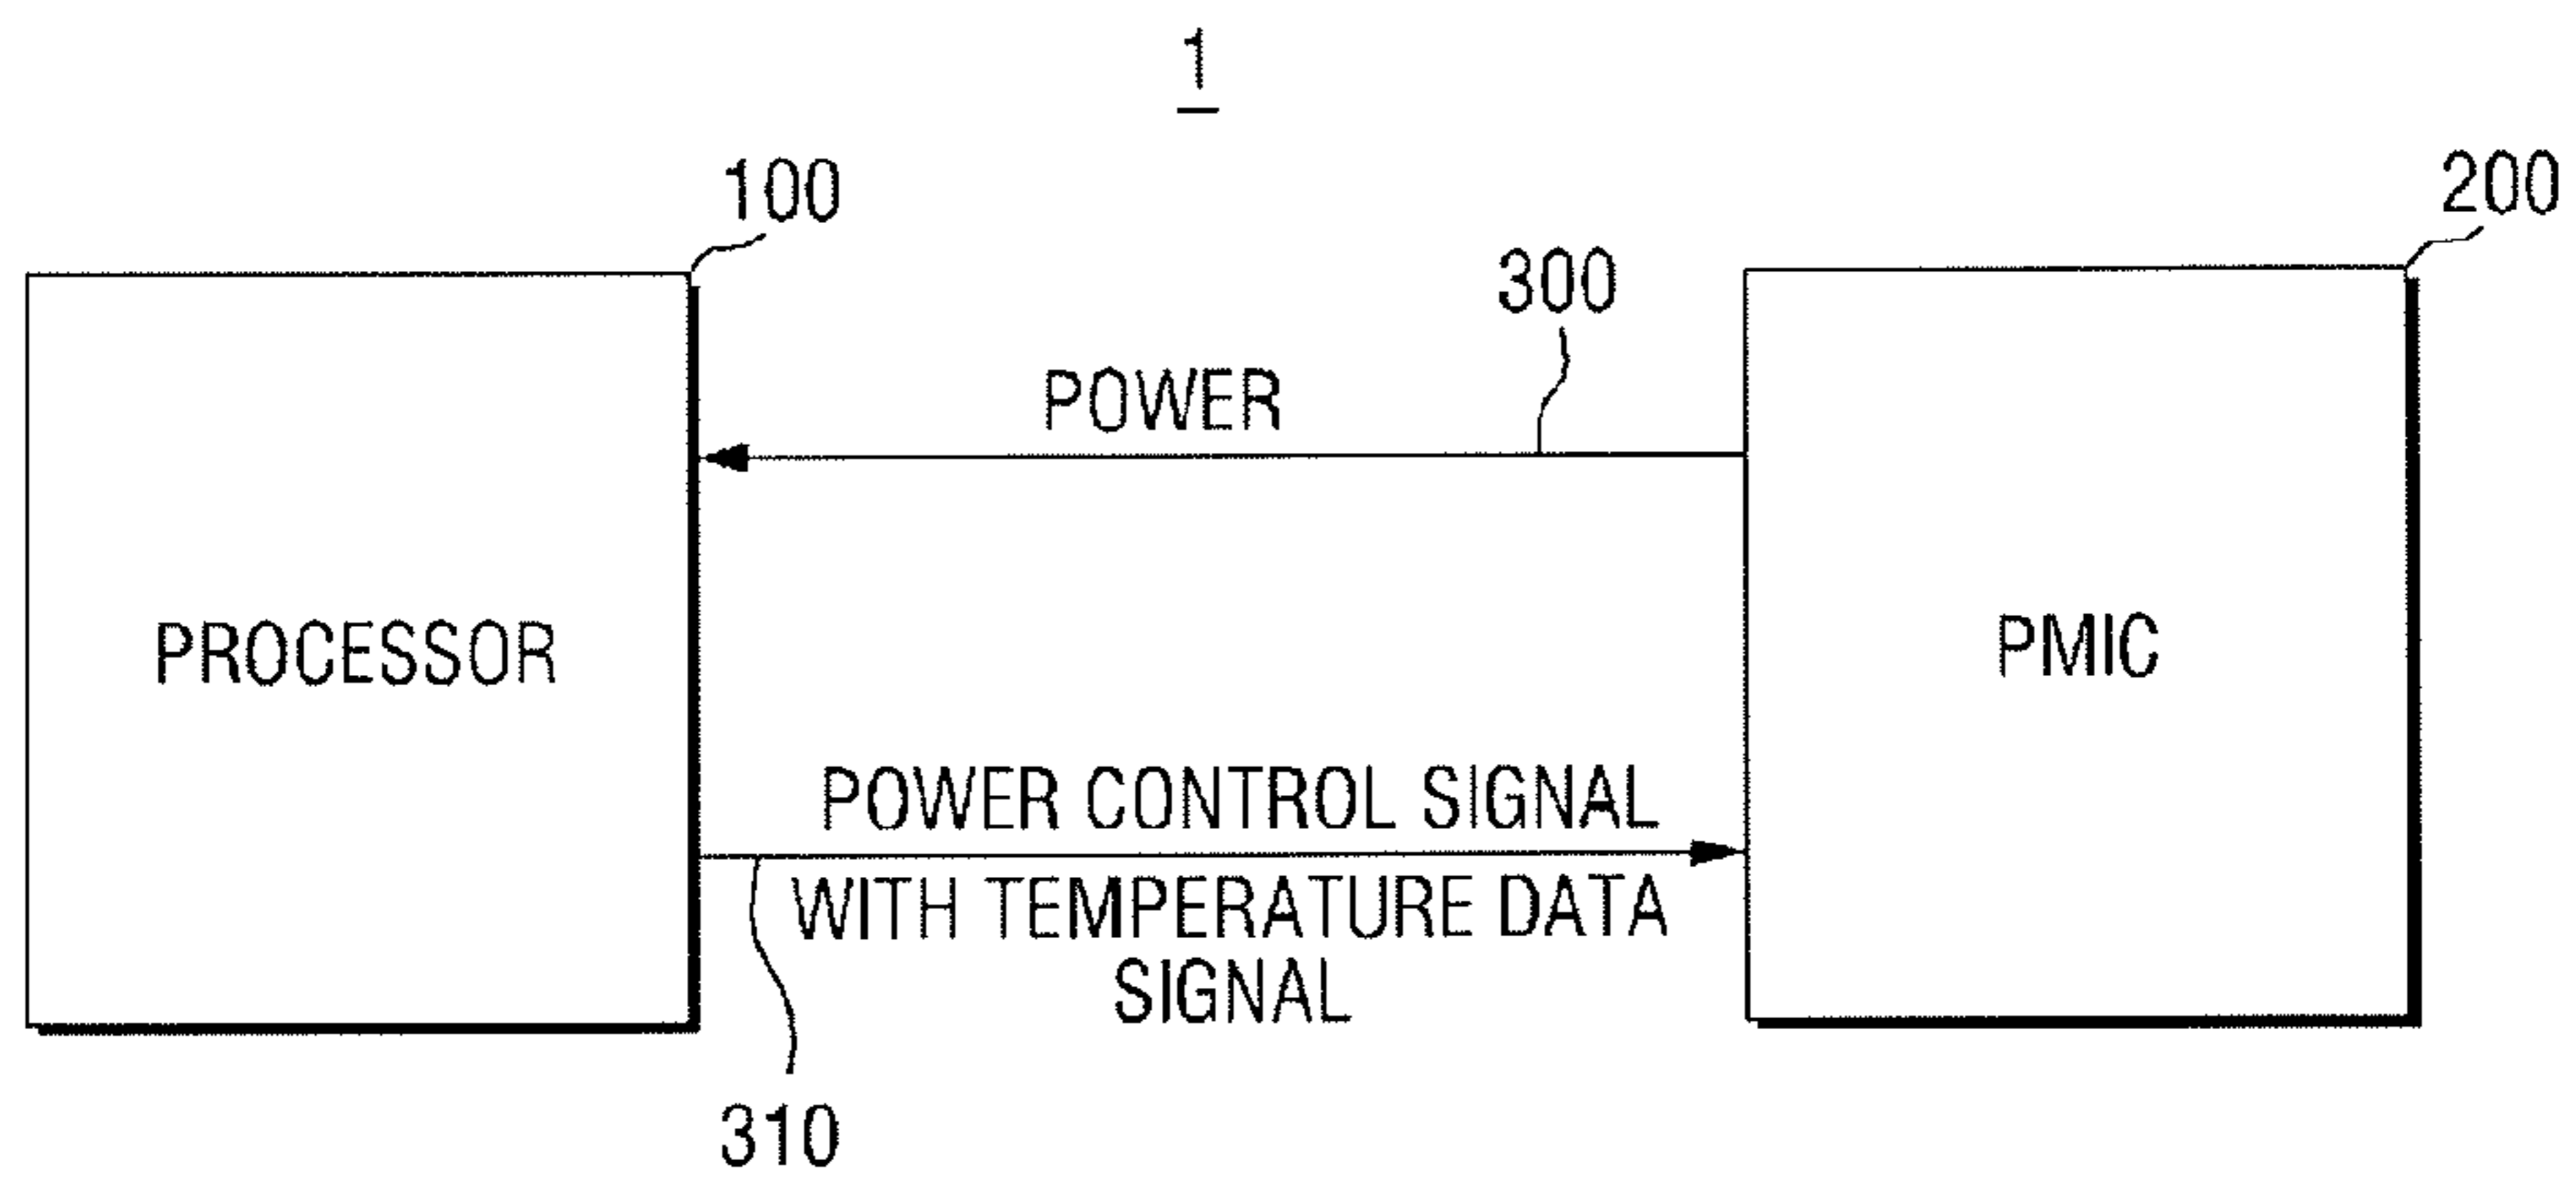 1
100
200
300
POWER
PROCESSOR
PMIC
POWER CONTROL SIGNAL
WITH TEMPERATURE DATA
SIGNAL
310